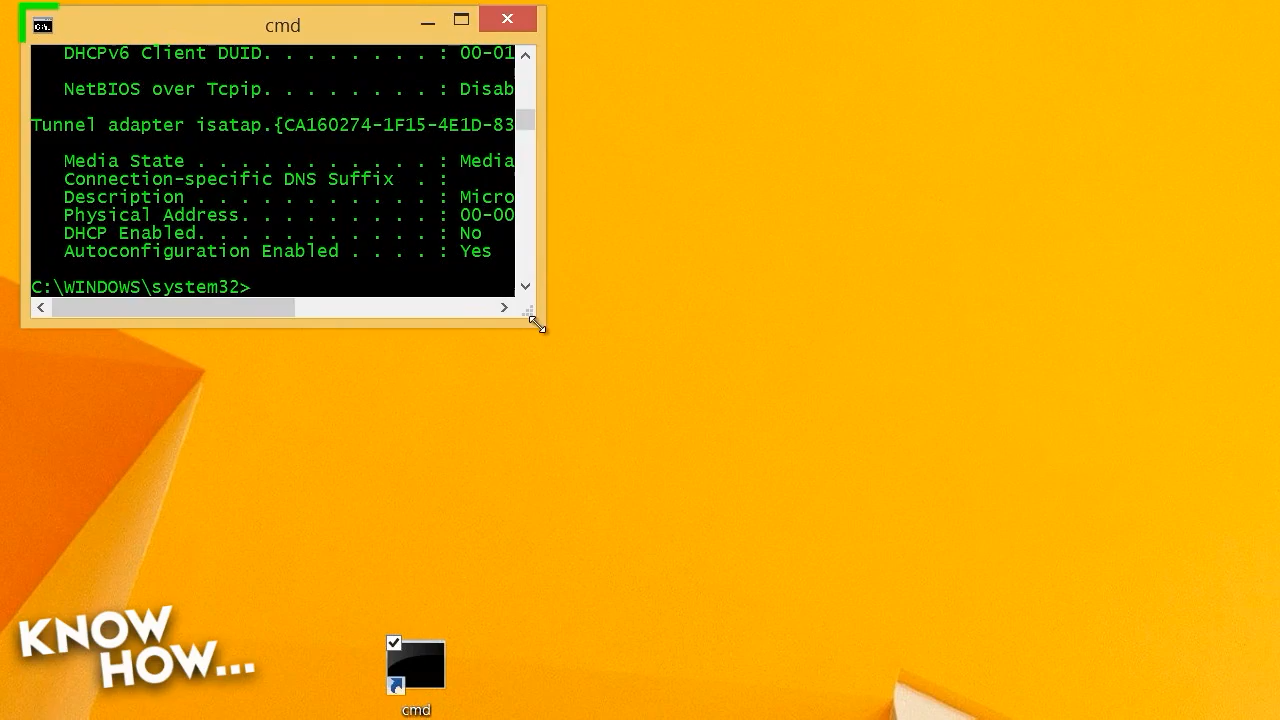 cmd
DHCPv6 Client DUID. . . . . . . . : 00-01
NetBIOS over Tcpip. . . . . . . . : Disab
Tunnel adapter isatap.{CA160274-1F15-4E1D-83
Media State . . . . . . . . . . . : Media
Connection-specific DNS Suffix  . :
Description . . . . . . . . . . . : Micro
Physical Address. . . . . . . . . : 00-00
DHCP Enabled. . . . . . . . . . . : No
Autoconfiguration Enabled . . . . : Yes
C:\WINDOWS\system32>
KNOW
HOW...
cmd